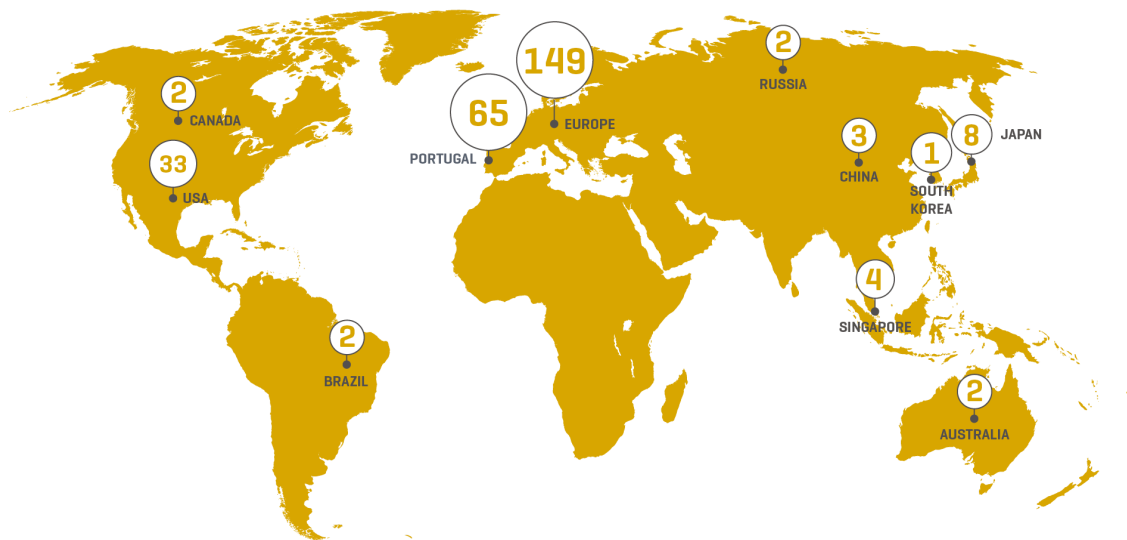 149
EUROPE
65
PORTUGAL
2
RUSSIA
2
CANADA
33
USA
3
CHINA
1
SOUTH
KOREA
8
JAPAN
4
SINGAPORE
2
BRAZIL
2
AUSTRALIA